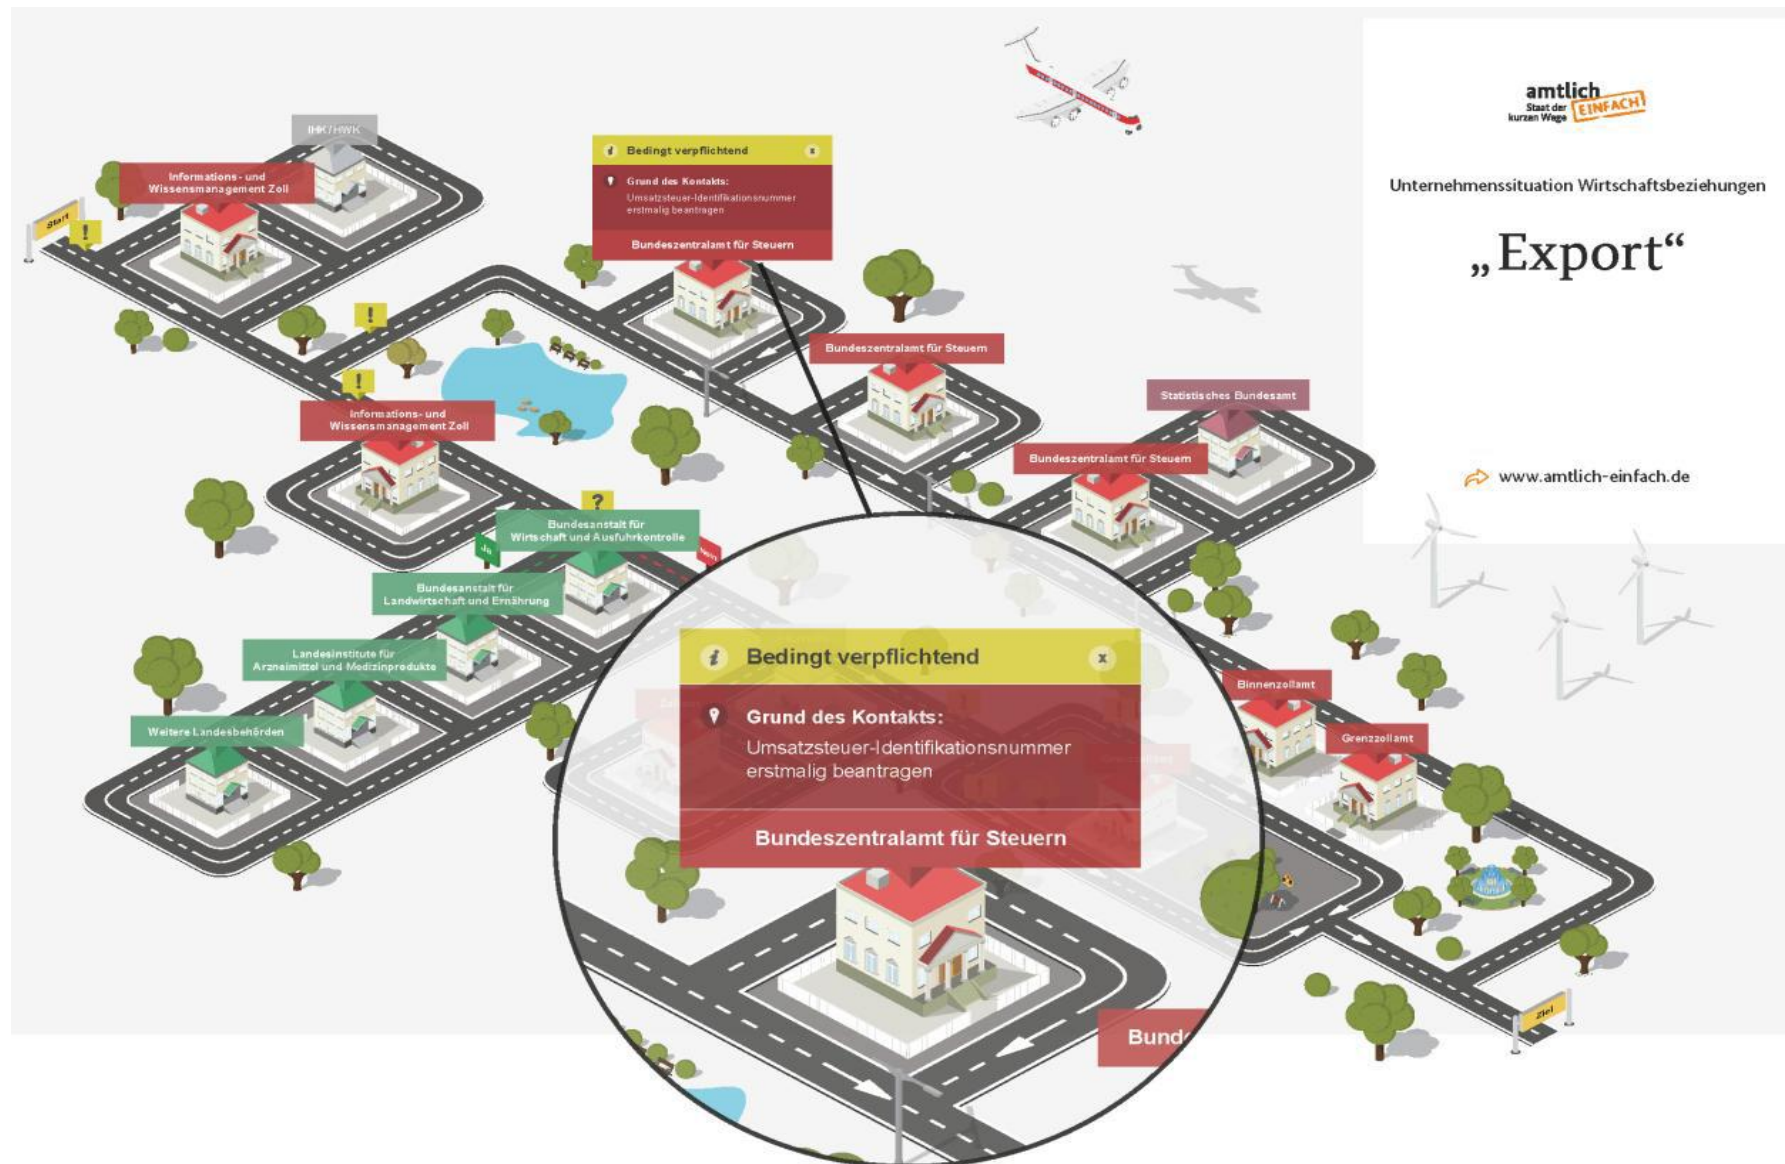 amtlich
Staat der
kurzen Wege
EINFACH
Unternehmenssituation Wirtschaftsbeziehungen
„Export“
www.amtlich-einfach.de
IHK/HWK
Informations- und
Wissensmanagement Zoll
Start
!
i
Bedingt verpflichtend
x
Grund des Kontakts:
Umsatzsteuer-Identifikationsnummer
erstmalig beantragen
Bundeszentralamt für Steuern
!
Bundeszentralamt für Steuern
!
Statistisches Bundesamt
Informations- und
Wissensmanagement Zoll
Bundeszentralamt für Steuern
?
Bundesanstalt für
Wirtschaft und Ausfuhrkontrolle
Ja
Nein
Bundesanstalt für
Landwirtschaft und Ernährung
Landesinstitute für
Arzneimittel und Medizinprodukte
Weitere Landesbehörden
i
Bedingt verpflichtend
x
Grund des Kontakts:
Umsatzsteuer-Identifikationsnummer
erstmalig beantragen
Bundeszentralamt für Steuern
Binnenzollamt
Grenzzollamt
Bunde
Ziel